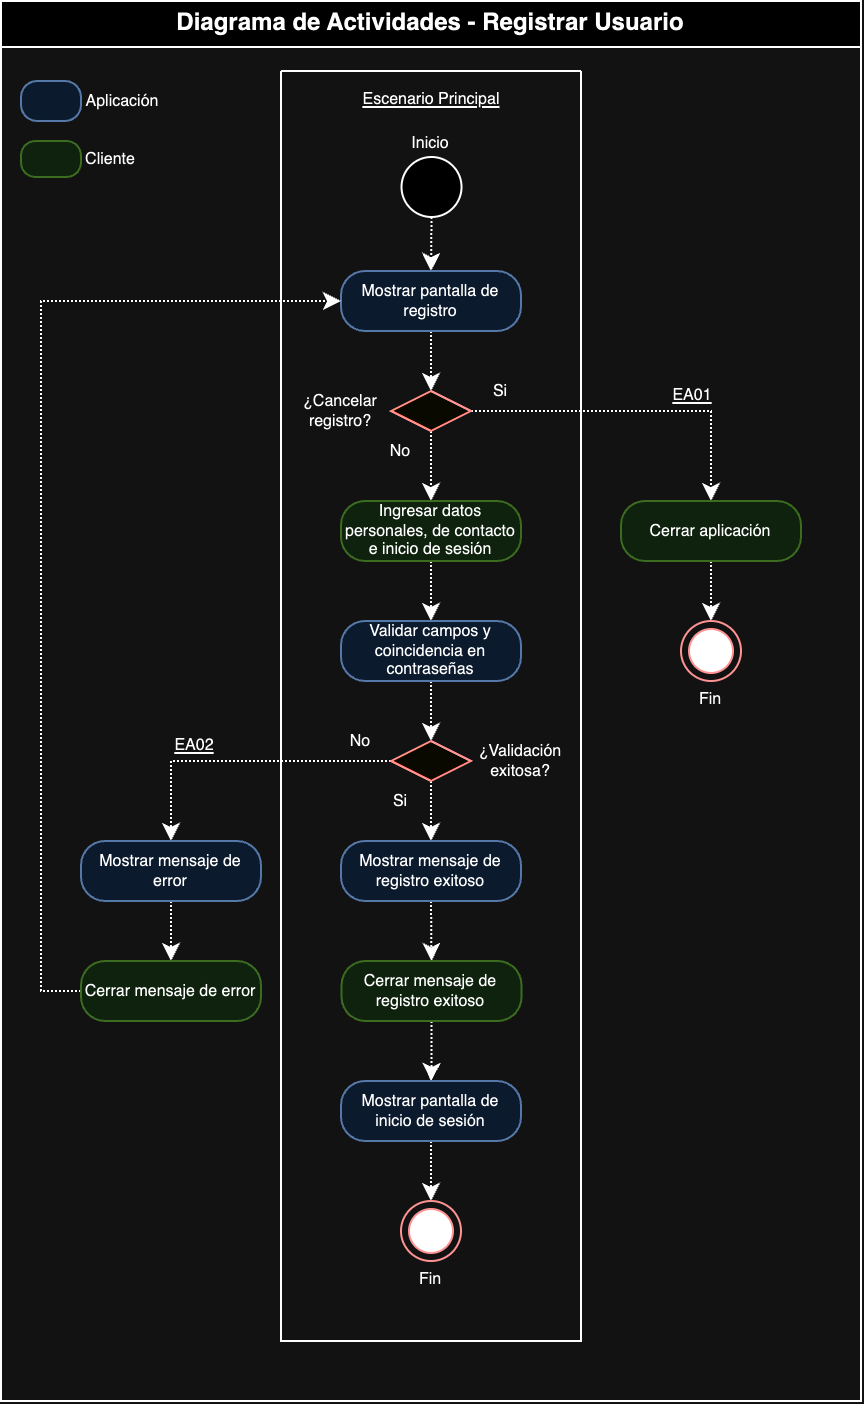 Diagrama de Actividades - Registrar Usuario
Aplicación
Cliente
Escenario Principal
Inicio
Mostrar pantalla de
registro
¿Cancelar
registro?
Si
EA01
No
Ingresar datos
personales, de contacto
e inicio de sesión
Cerrar aplicación
Validar campos y
coincidencia en
contraseñas
Fin
EA02
No
¿Validación
exitosa?
Si
Mostrar mensaje de
error
Mostrar mensaje de
registro exitoso
Cerrar mensaje de error
Cerrar mensaje de
registro exitoso
Mostrar pantalla de
inicio de sesión
Fin